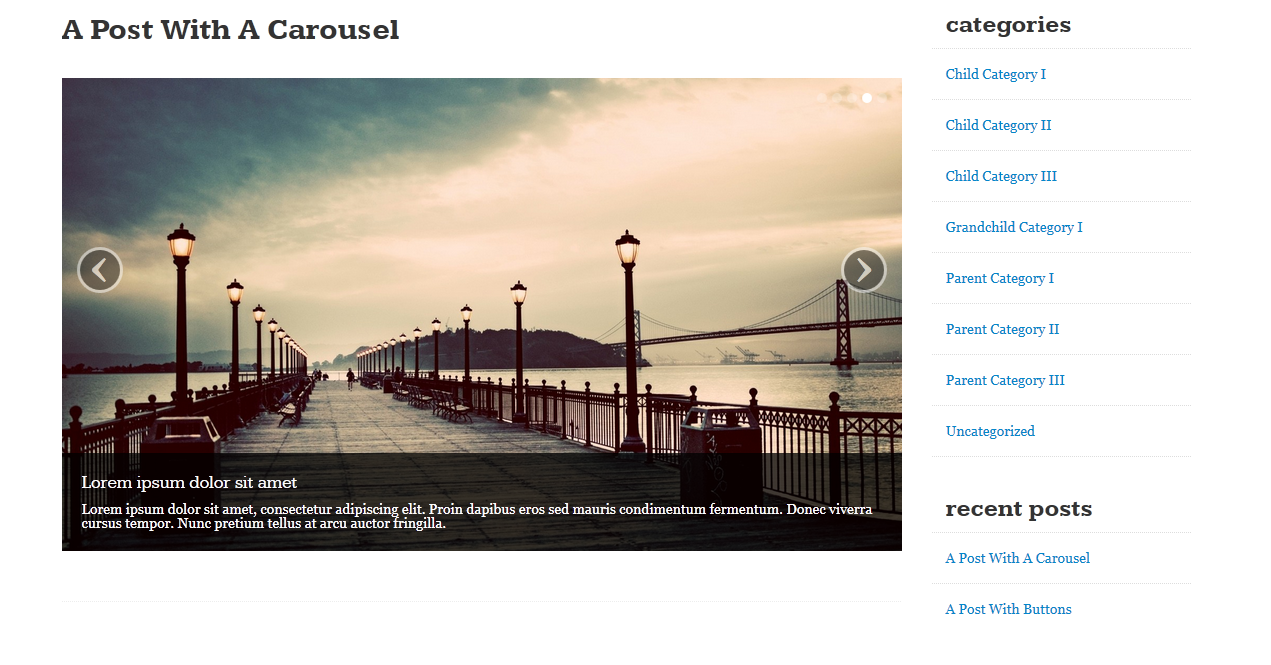 A Post With A Carousel
Lorem ipsum dolor sit amet
Lorem ipsum dolor sit amet, consectetur adipiscing elit. Proin dapibus eros sed mauris condimentum fermentum. Donec viverra
cursus tempor. Nunc pretium tellus at arcu auctor fringilla.
categories
Child Category I
Child Category II
Child Category III
Grandchild Category I
Parent Category I
Parent Category II
Parent Category III
Uncategorized
recent posts
A Post With A Carousel
A Post With Buttons